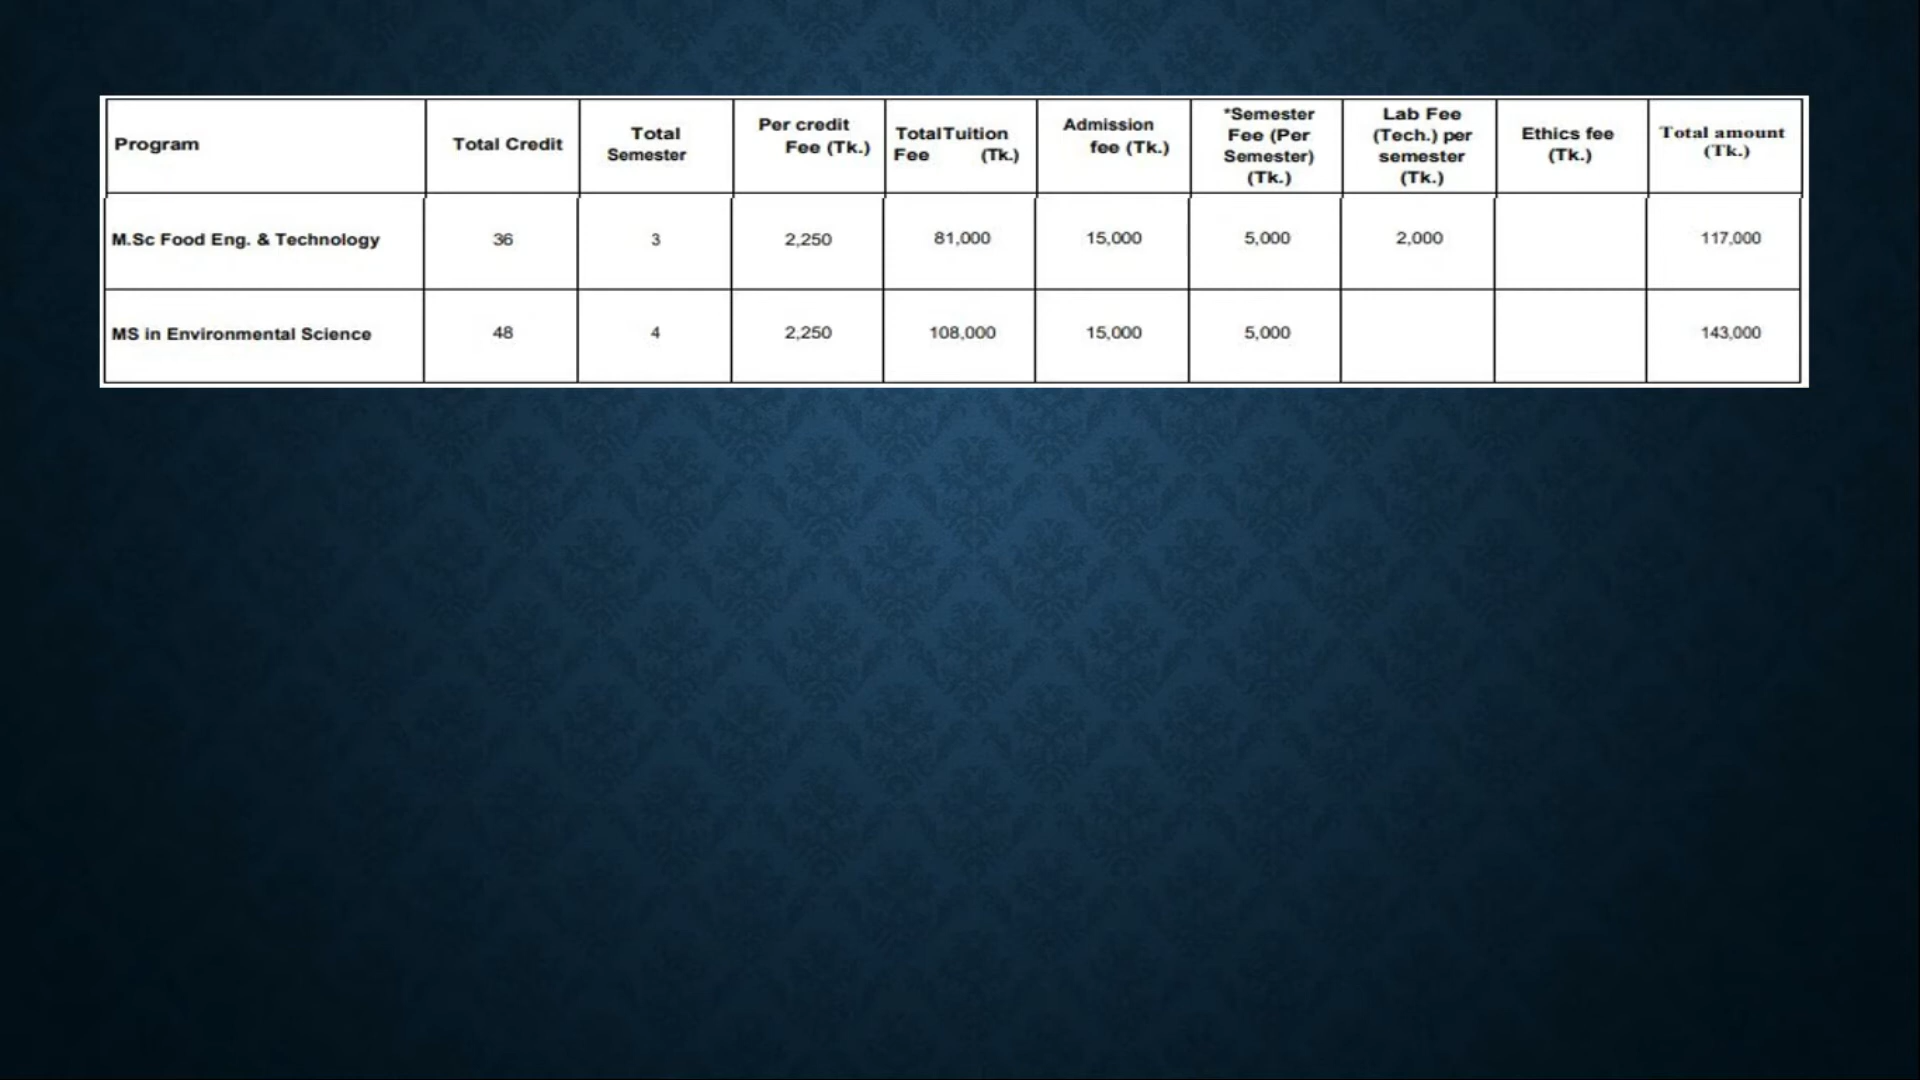 Program Total Credit Total Semester Per credit Fee (Tk.) TotalTuition Fee (Tk.) Admission fee (Tk.) *Semester Fee (Per Semester) (Tk.) Lab Fee (Tech.) per semester (Tk.) Ethics fee (Tk.) Total amount (Tk.)
M.Sc Food Eng. & Technology 36 3 2,250 81,000 15,000 5,000 2,000 117,000
MS in Environmental Science 48 4 2,250 108,000 15,000 5,000 143,000